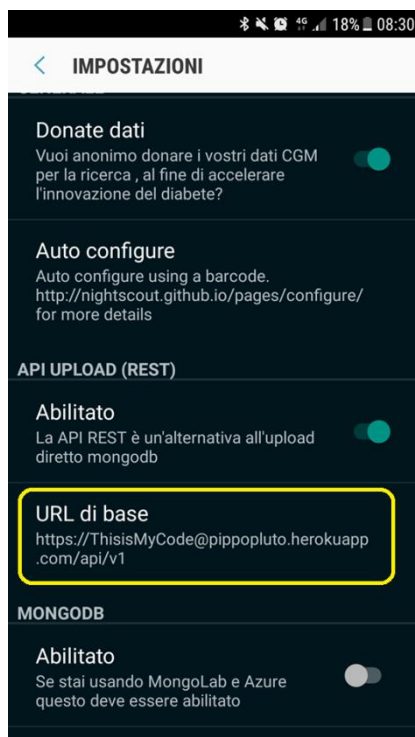 4G 18% 08:30
IMPOSTAZIONI
Donate dati
Vuoi anonimo donare i vostri dati CGM
per la ricerca , al fine di accelerare
l'innovazione del diabete?
Auto configure
Auto configure using a barcode.
http://nightscout.github.io/pages/configure/
for more details
API UPLOAD (REST)
Abilitato
La API REST è un'alternativa all'upload
diretto mongodb
URL di base
https://ThisisMyCode@pippopluto.herokuapp
.com/api/v1
MONGODB
Abilitato
Se stai usando MongoLab e Azure
questo deve essere abilitato